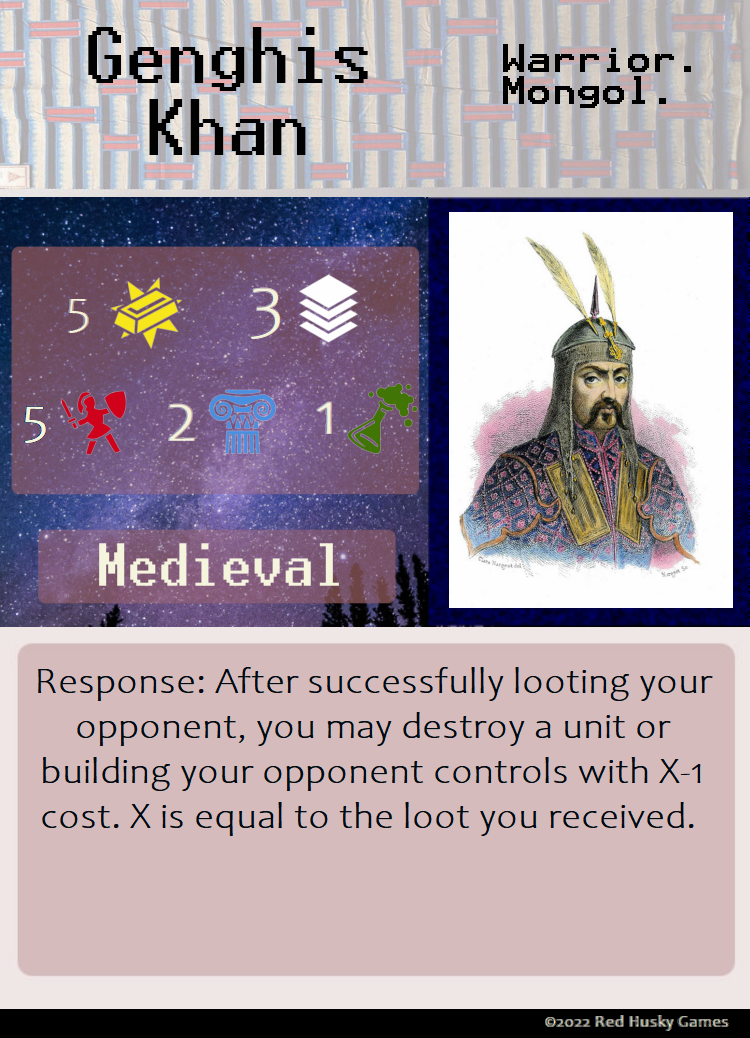 Genghis
Khan
Warrior.
Mongol.
5 3
5 2 1
Medieval
Response: After successfully looting your
opponent, you may destroy a unit or
building your opponent controls with X-1
cost. X is equal to the loot you received.
©2022 Red Husky Games